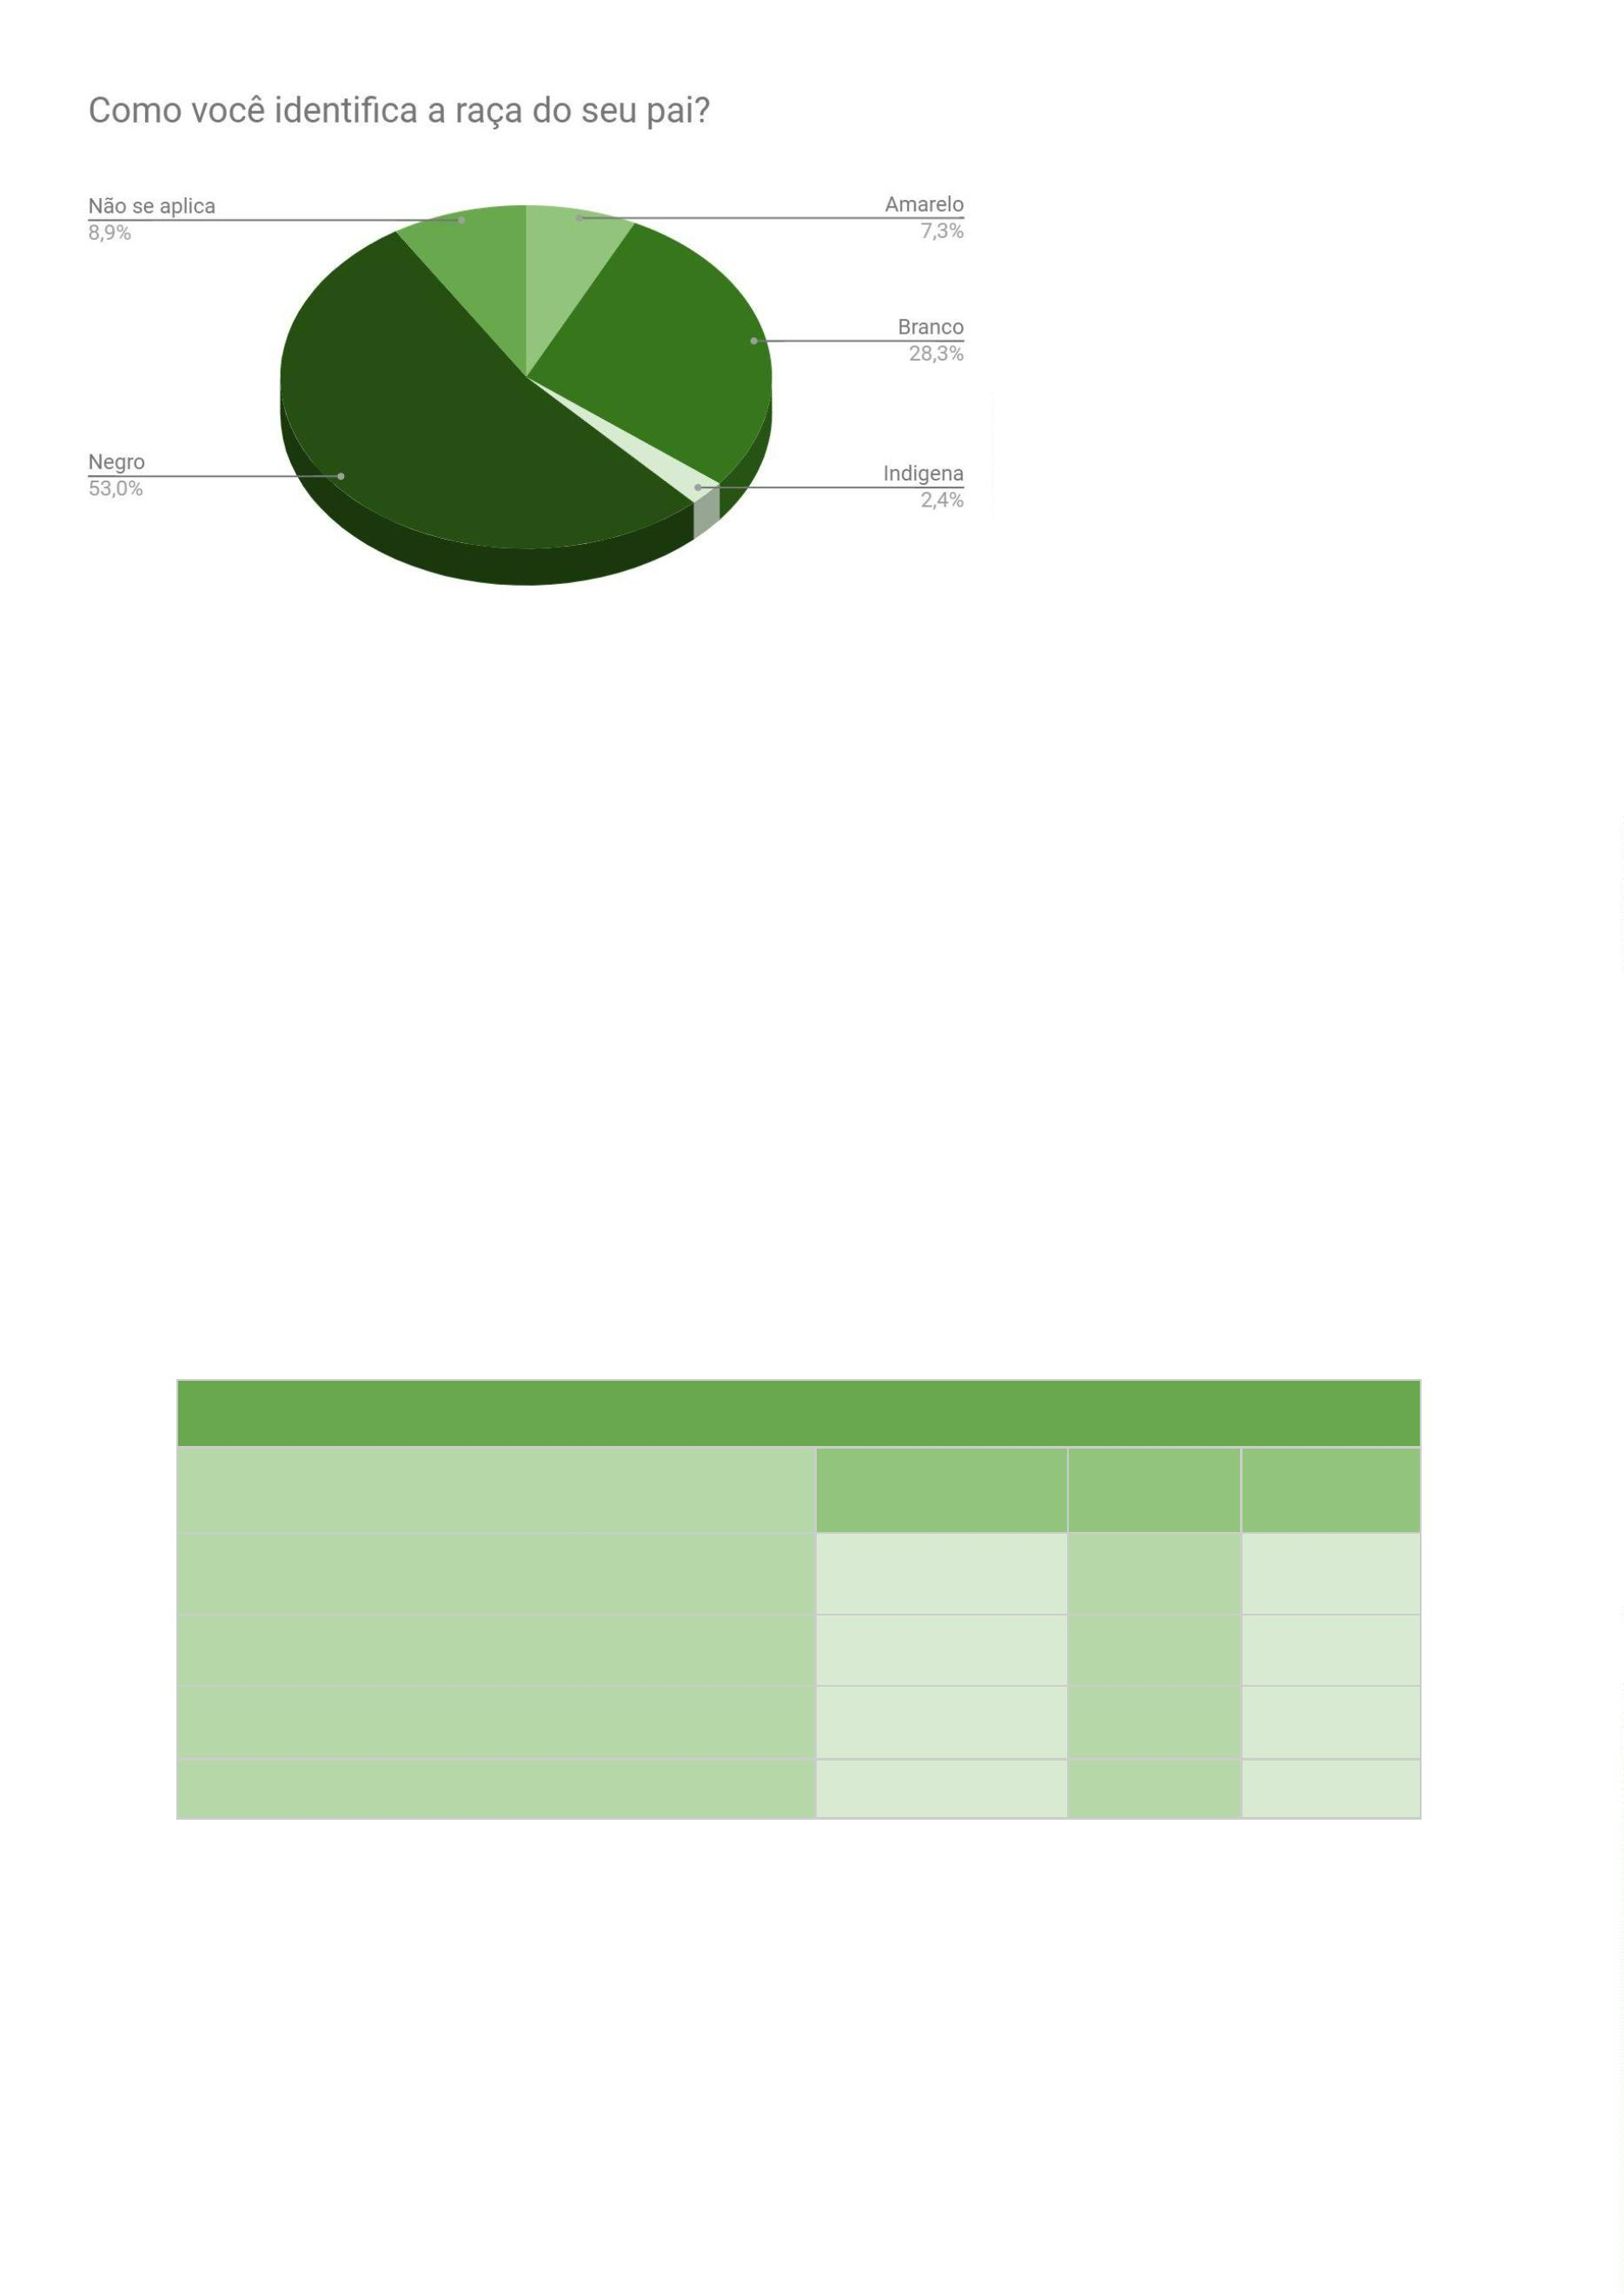 Como você identifica a raça do seu pai?
Não se aplica
8,9%
Amarelo
7,3%
Branco
28,3%
Negro
53,0%
Indigena
2,4%